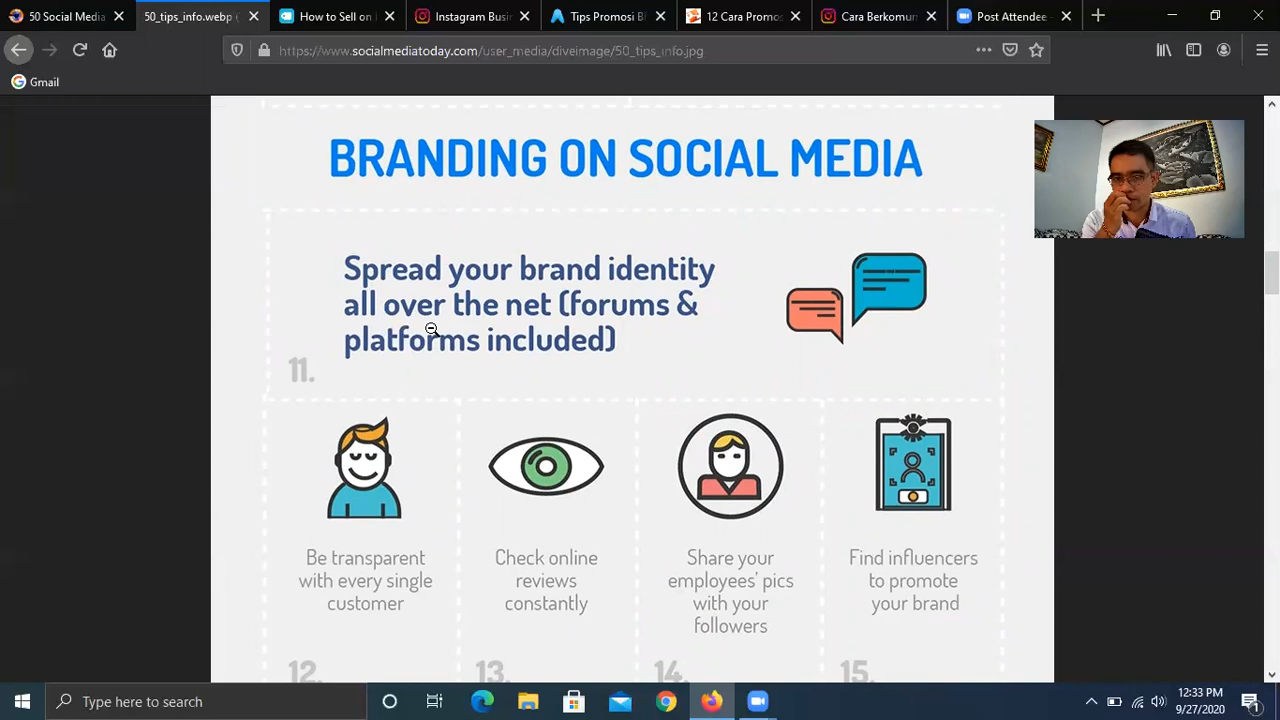 50 Social Media
50_tips_info.webp (
How to Sell on I
Instagram Busin
Tips Promosi Bi
12 Cara Promo
Cara Berkomun
Post Attendee -
https://www.socialmediatoday.com/user_media/diveimage/50_tips_info.jpg
Gmail
BRANDING ON SOCIAL MEDIA
Spread your brand identity
all over the net (forums &
platforms included)
11.
Be transparent
with every single
customer
Check online
reviews
constantly
Share your
employees' pics
with your
followers
Find influencers
to promote
your brand
12.
13.
14.
15.
Type here to search
12:33 PM
9/27/2020
1